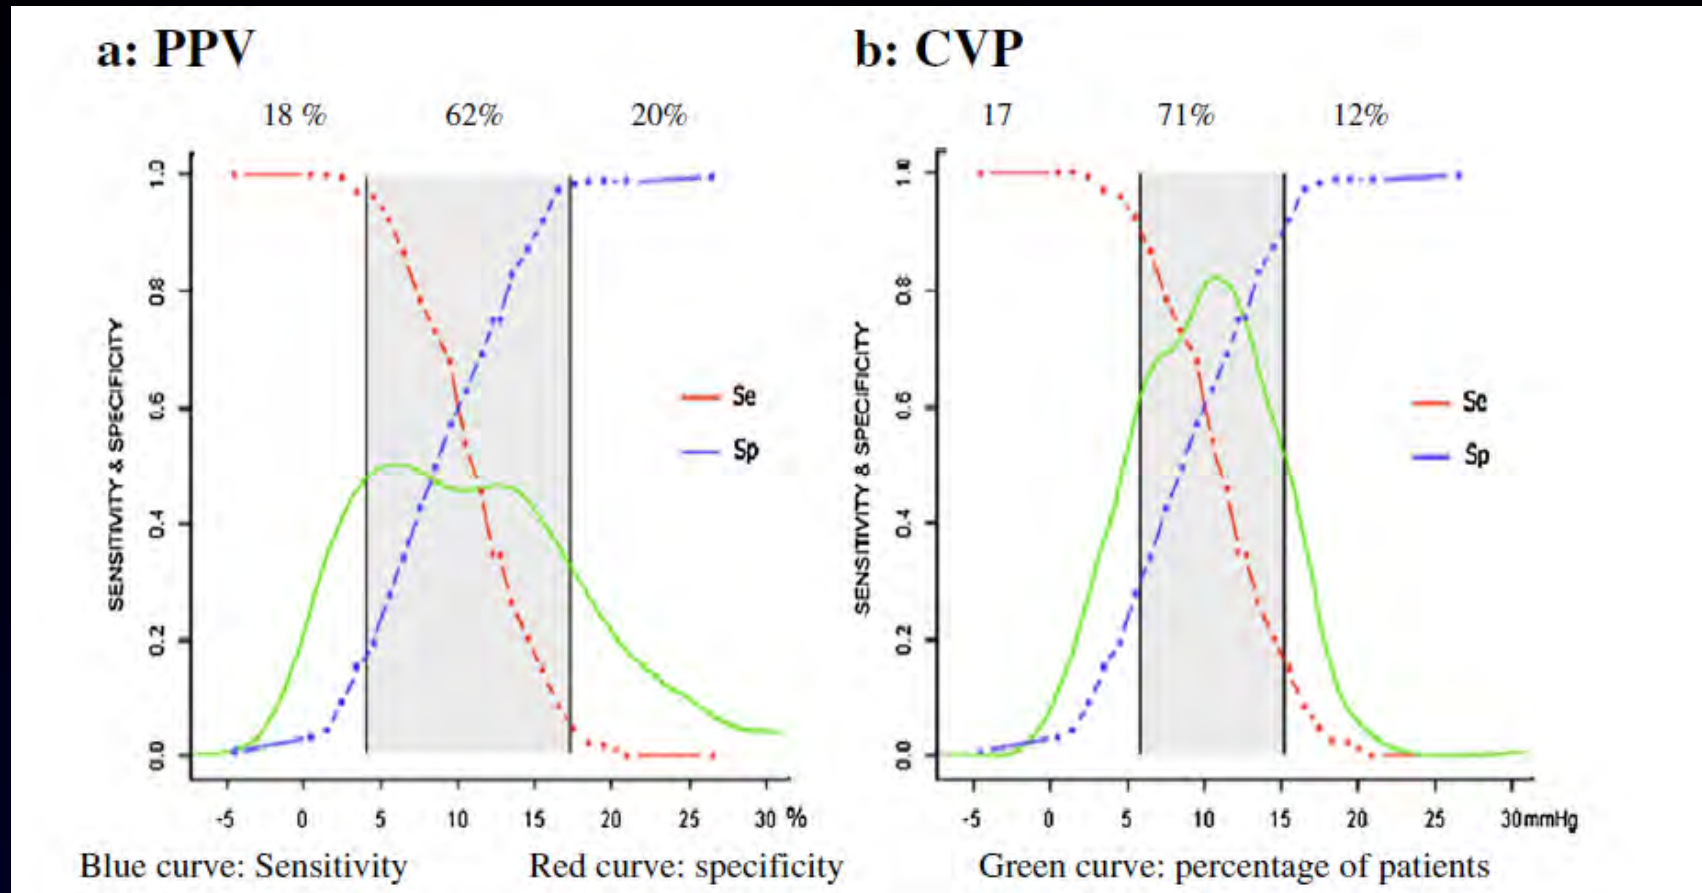 a: PPV
18 % 62% 20%
SENSITIVITY & SPECIFICITY
1.0
0.8
0.6
0.4
0.2
0.0
Se
Sp
-5 0 5 10 15 20 25 30 %
b: CVP
17 71% 12%
SENSITIVITY & SPECIFICITY
1.0
0.8
0.6
0.4
0.2
0.0
Se
Sp
-5 0 5 10 15 20 25 30mmHg
Blue curve: Sensitivity Red curve: specificity Green curve: percentage of patients